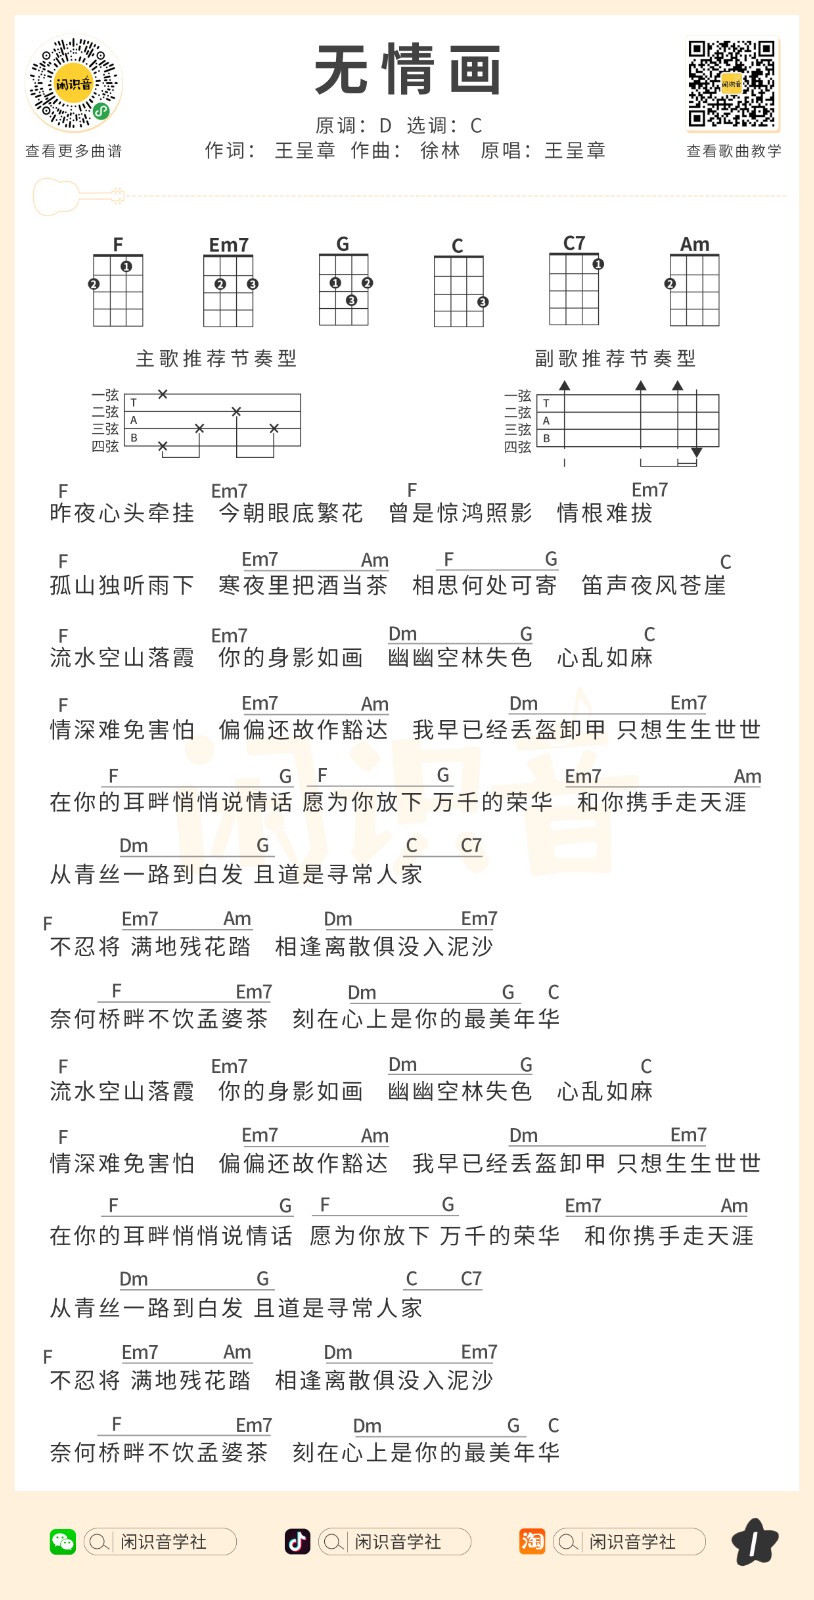 无情画
闲识音
闲识音
原调：D 选调：C
查看更多曲谱
作词： 王呈章 作曲： 徐林 原唱：王呈章
查看歌曲教学
F Em7 G C C7 Am
1
2
2 3
1 2
3
3
1
2
主歌推荐节奏型 副歌推荐节奏型
一弦 T 一弦 T
二弦 A 二弦 A
三弦 B 三弦 B
四弦 四弦
F Em7 F Em7
昨夜心头牵挂 今朝眼底繁花 曾是惊鸿照影 情根难拔
F Em7 Am F G C
孤山独听雨下 寒夜里把酒当茶 相思何处可寄 笛声夜风苍崖
F Em7 Dm G C
流水空山落霞 你的身影如画 幽幽空林失色 心乱如麻
F Em7 Am Dm Em7
情深难免害怕 偏偏还故作豁达 我早已经丢盔卸甲 只想生生世世
F G F G Em7 Am
在你的耳畔悄悄说情话 愿为你放下 万千的荣华 和你携手走天涯
Dm G C C7
从青丝一路到白发 且道是寻常人家
F Em7 Am Dm Em7
不忍将 满地残花踏 相逢离散俱没入泥沙
F Em7 Dm G C
奈何桥畔不饮孟婆茶 刻在心上是你的最美年华
F Em7 Dm G C
流水空山落霞 你的身影如画 幽幽空林失色 心乱如麻
F Em7 Am Dm Em7
情深难免害怕 偏偏还故作豁达 我早已经丢盔卸甲 只想生生世世
F G F G Em7 Am
在你的耳畔悄悄说情话 愿为你放下 万千的荣华 和你携手走天涯
Dm G C C7
从青丝一路到白发 且道是寻常人家
F Em7 Am Dm Em7
不忍将 满地残花踏 相逢离散俱没入泥沙
F Em7 Dm G C
奈何桥畔不饮孟婆茶 刻在心上是你的最美年华
闲识音
闲识音学社 闲识音学社 淘 闲识音学社 1